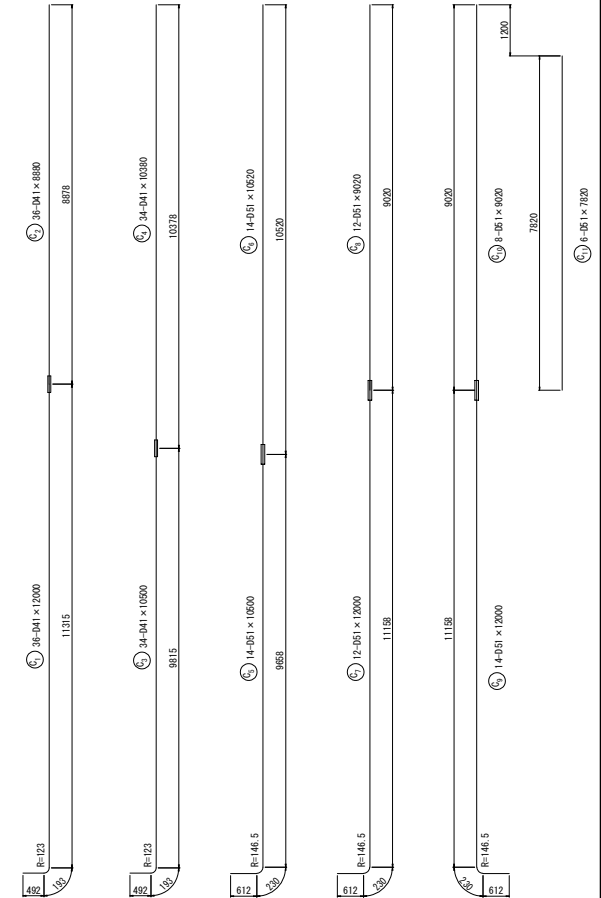 1200
C2 36-D41×8880
8878
C4 34-D41×10380
10378
C6 14-D51×10520
10520
C8 12-D51×9020
9020
9020
C10 8-D51×9020
7820
C11 6-D51×7820
C1 36-D41×12000
11315
C3 34-D41×10500
9815
C5 14-D51×10500
9658
C7 12-D51×12000
11158
11158
C9 14-D51×12000
R=123
492
193
R=123
492
193
R=146.5
612
230
R=146.5
612
230
R=146.5
230
612